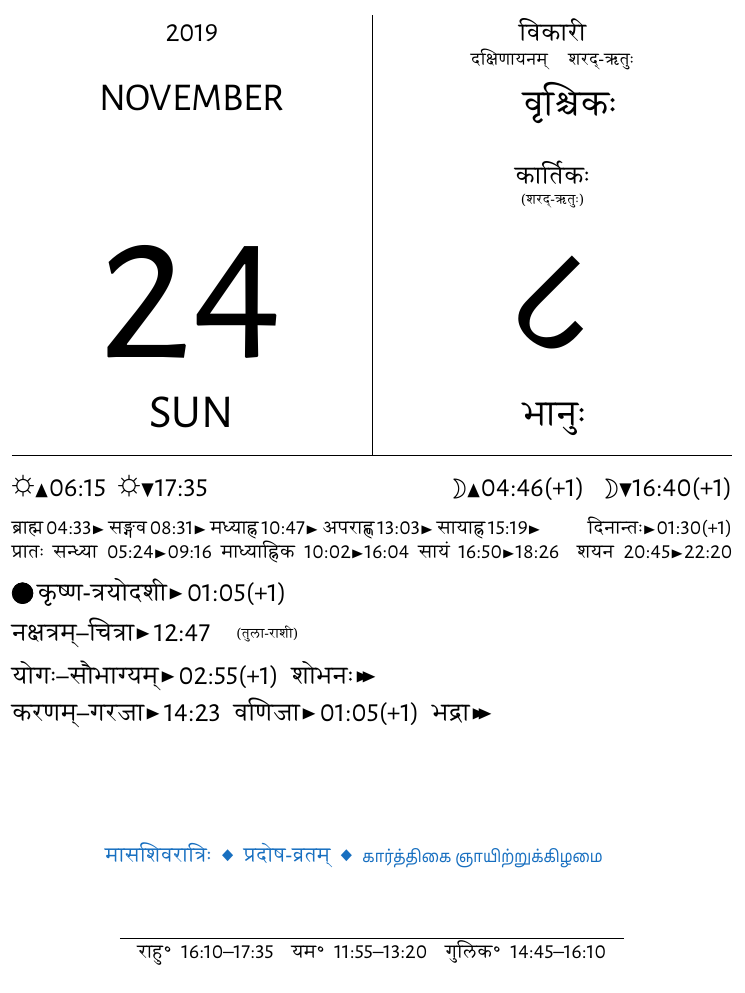 2019
NOVEMBER
24
SUN
विकारी
दक्षिणायनम् शरद्-ऋतुः
वृश्चिकः
कार्तिकः
(शरद्-ऋतुः)
८
भानुः
☼▲06:15 ☼▼17:35 ☽▲04:46(+1) ☽▼16:40(+1)
ब्राह्म 04:33► सङ्गव 08:31► मध्याह्न 10:47► अपराह्ण 13:03► सायाह्न 15:19► दिनान्तः►01:30(+1)
प्रातः सन्ध्या 05:24►09:16 माध्याह्निक 10:02►16:04 सायं 16:50►18:26 शयन 20:45►22:20
●कृष्ण-त्रयोदशी►01:05(+1)
नक्षत्रम्–चित्रा►12:47 (तुला-राशी)
योगः–सौभाग्यम्►02:55(+1) शोभनः►►
करणम्–गरजा►14:23 वणिजा►01:05(+1) भद्रा►►
मासशिवरात्रिः ◆ प्रदोष-व्रतम् ◆ கார்த்திகை ஞாயிற்றுக்கிழமை
राहु° 16:10–17:35 यम° 11:55–13:20 गुलिक° 14:45–16:10